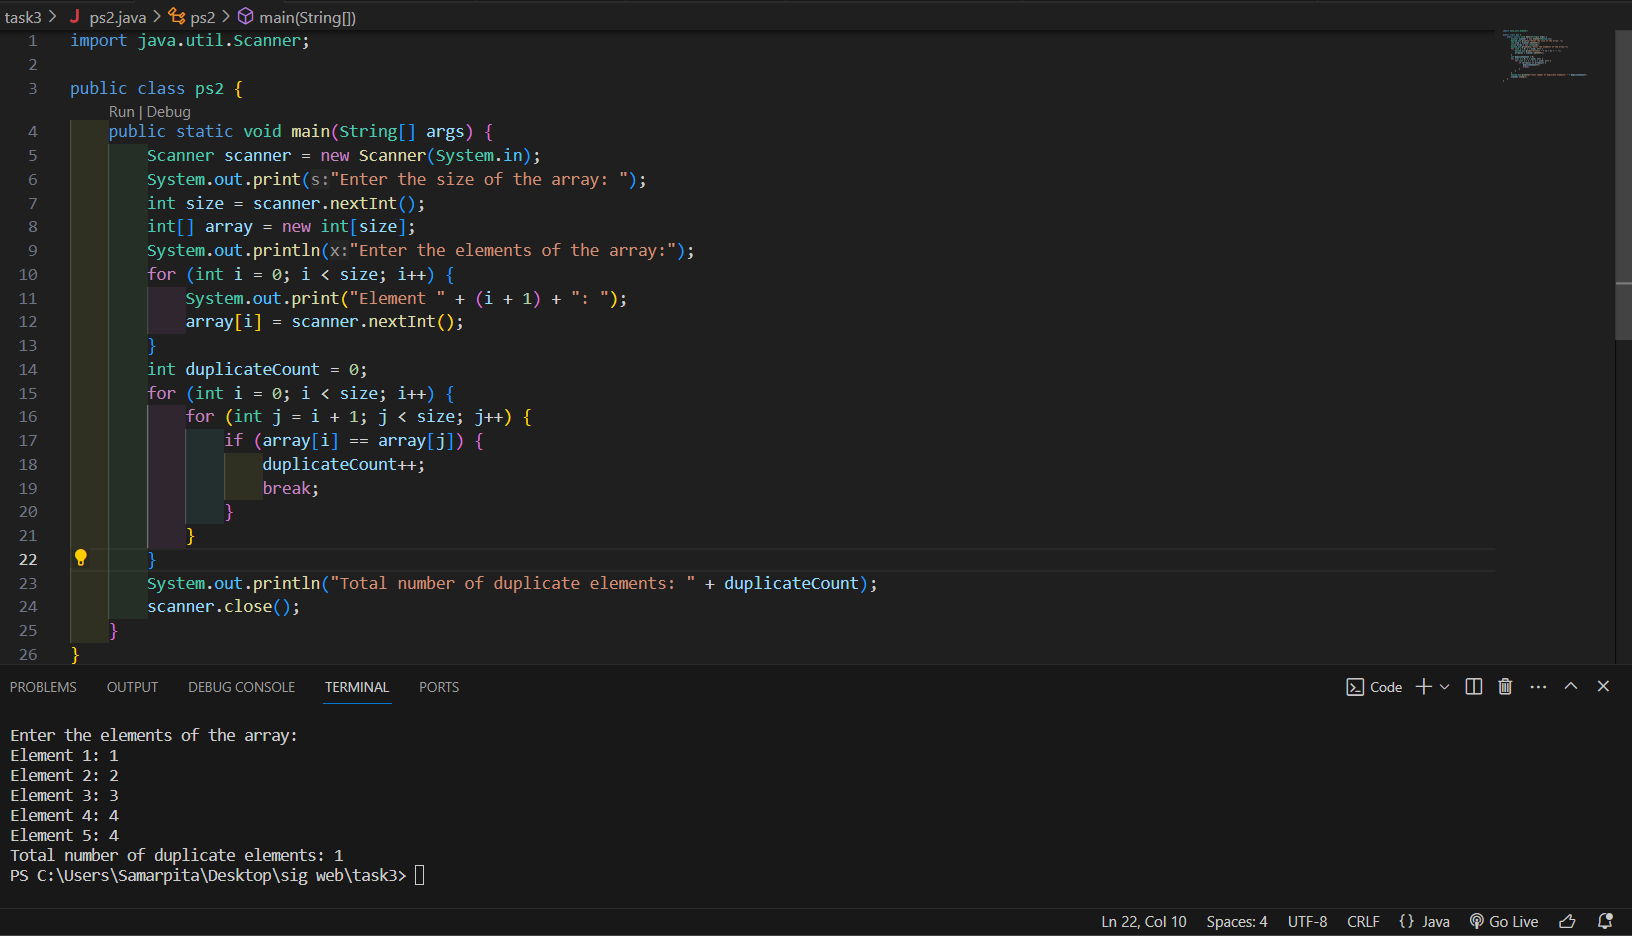 task3 > J ps2.java > ps2 > main(String[])
1 import java.util.Scanner;
2
3 public class ps2 {
Run | Debug
4 public static void main(String[] args) {
5 Scanner scanner = new Scanner(System.in);
6 System.out.print(s:"Enter the size of the array: ");
7 int size = scanner.nextInt();
8 int[] array = new int[size];
9 System.out.println(x:"Enter the elements of the array:");
10 for (int i = 0; i < size; i++) {
11 System.out.print("Element " + (i + 1) + ": ");
12 array[i] = scanner.nextInt();
13 }
14 int duplicateCount = 0;
15 for (int i = 0; i < size; i++) {
16 for (int j = i + 1; j < size; j++) {
17 if (array[i] == array[j]) {
18 duplicateCount++;
19 break;
20 }
21 }
22 }
23 System.out.println("Total number of duplicate elements: " + duplicateCount);
24 scanner.close();
25 }
26 }
PROBLEMS OUTPUT DEBUG CONSOLE TERMINAL PORTS Code
Enter the elements of the array:
Element 1: 1
Element 2: 2
Element 3: 3
Element 4: 4
Element 5: 4
Total number of duplicate elements: 1
PS C:\Users\Samarpita\Desktop\sig web\task3>
Ln 22, Col 10 Spaces: 4 UTF-8 CRLF {} Java Go Live